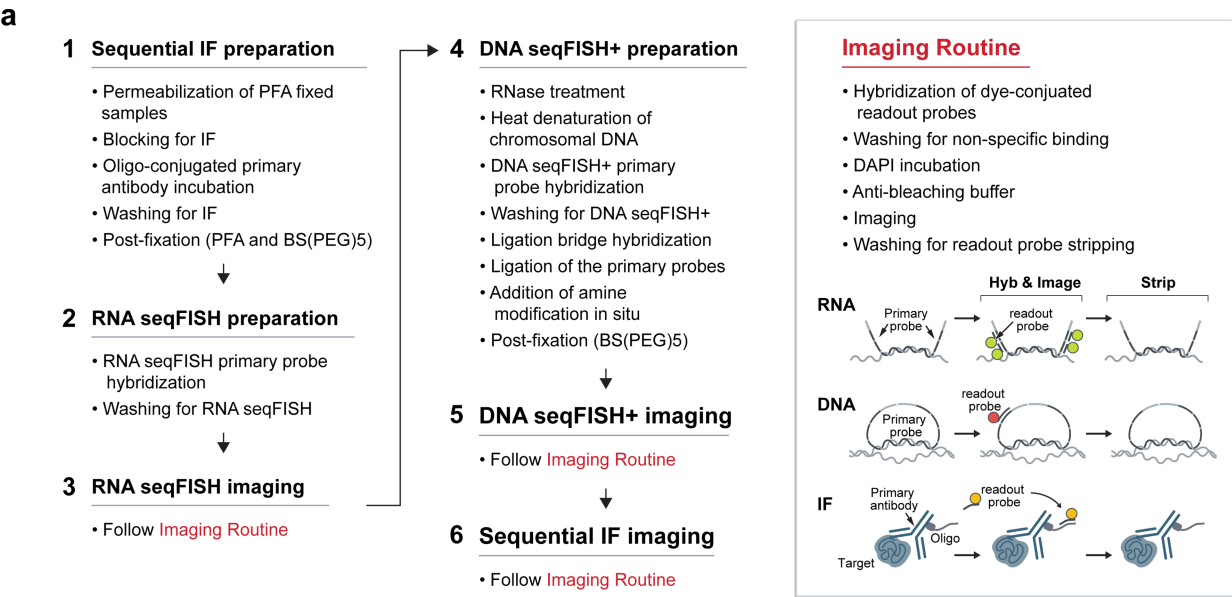 a
1 Sequential IF preparation
• Permeabilization of PFA fixed
samples
• Blocking for IF
• Oligo-conjugated primary
antibody incubation
• Washing for IF
• Post-fixation (PFA and BS(PEG)5)
2 RNA seqFISH preparation
• RNA seqFISH primary probe
hybridization
• Washing for RNA seqFISH
3 RNA seqFISH imaging
• Follow Imaging Routine
4 DNA seqFISH+ preparation
• RNase treatment
• Heat denaturation of
chromosomal DNA
• DNA seqFISH+ primary
probe hybridization
• Washing for DNA seqFISH+
• Ligation bridge hybridization
• Ligation of the primary probes
• Addition of amine
modification in situ
• Post-fixation (BS(PEG)5)
5 DNA seqFISH+ imaging
• Follow Imaging Routine
6 Sequential IF imaging
• Follow Imaging Routine
Imaging Routine
• Hybridization of dye-conjuated
readout probes
• Washing for non-specific binding
• DAPI incubation
• Anti-bleaching buffer
• Imaging
• Washing for readout probe stripping
Hyb & Image
Strip
RNA
Primary
probe
readout
probe
DNA
Primary
probe
readout
probe
IF
Primary
antibody
readout
probe
Oligo
Target